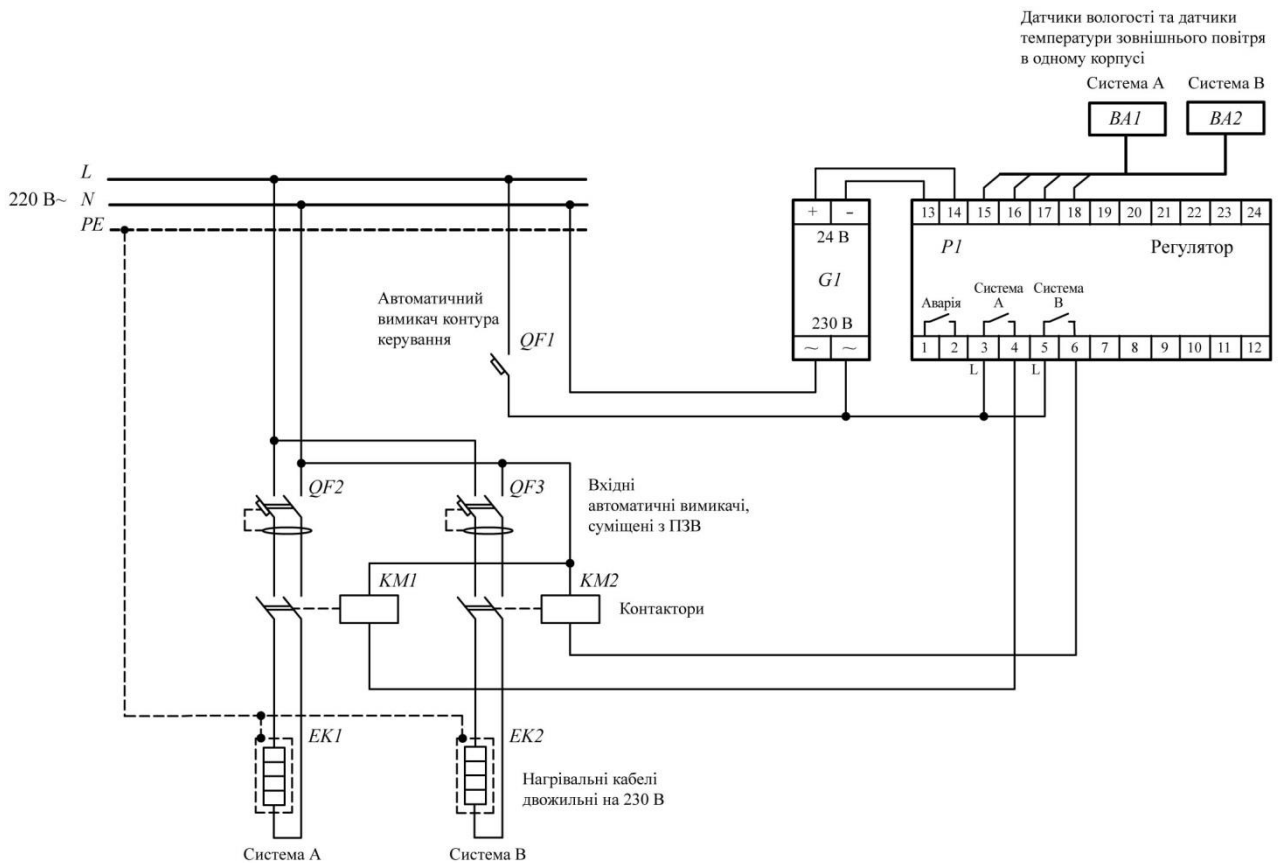 Датчики вологості та датчики
температури зовнішнього повітря
в одному корпусі
Система А Система В
BA1 BA2
L
220 В~ N
PE
+ -
24 В
G1
230 В
~ ~
13 14 15 16 17 18 19 20 21 22 23 24
P1 Регулятор
Аварія
Система
А
Система
В
1 2 3 4 5 6 7 8 9 10 11 12
L L
Автоматичний
вимикач контура
керування
QF1
QF2 QF3
Вхідні
автоматичні вимикачі,
суміщені з ПЗВ
KM1 KM2
Контактори
EK1 EK2
Нагрівальні кабелі
двожильні на 230 В
Система А Система В